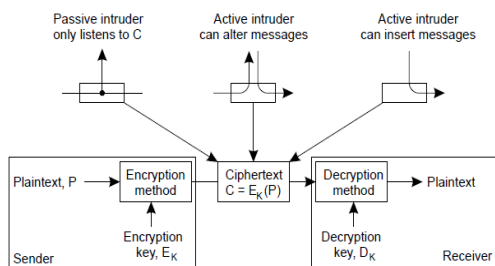 Passive intruder
only listens to C
Active intruder
can alter messages
Active intruder
can insert messages
Plaintext, P
Encryption
method
Ciphertext
C = E_K(P)
Decryption
method
Plaintext
Encryption
key, E_K
Decryption
key, D_K
Sender
Receiver